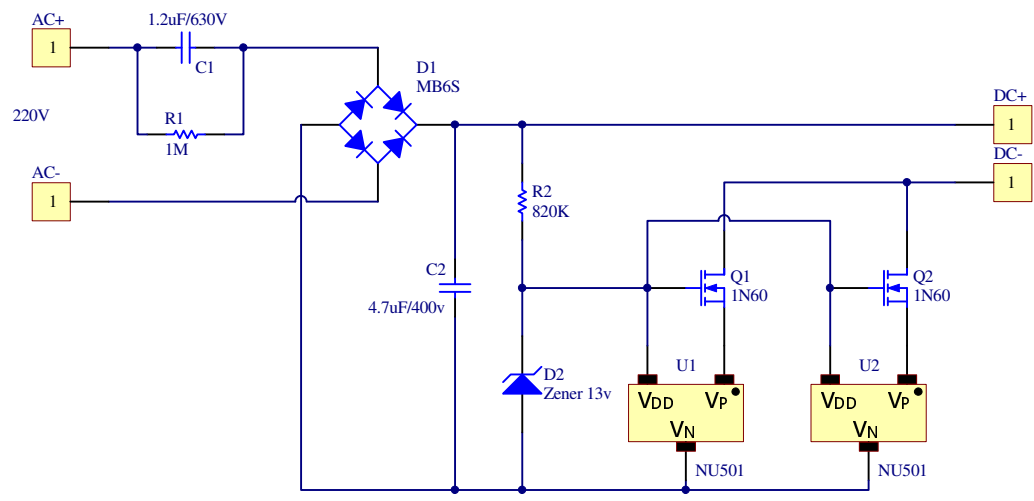 AC+
1
1.2uF/630V
C1
R1
1M
220V
AC-
1
D1
MB6S
DC+
1
DC-
1
R2
820K
C2
4.7uF/400v
Q1
1N60
Q2
1N60
D2
Zener 13v
U1
VDD VP
VN
NU501
U2
VDD VP
VN
NU501